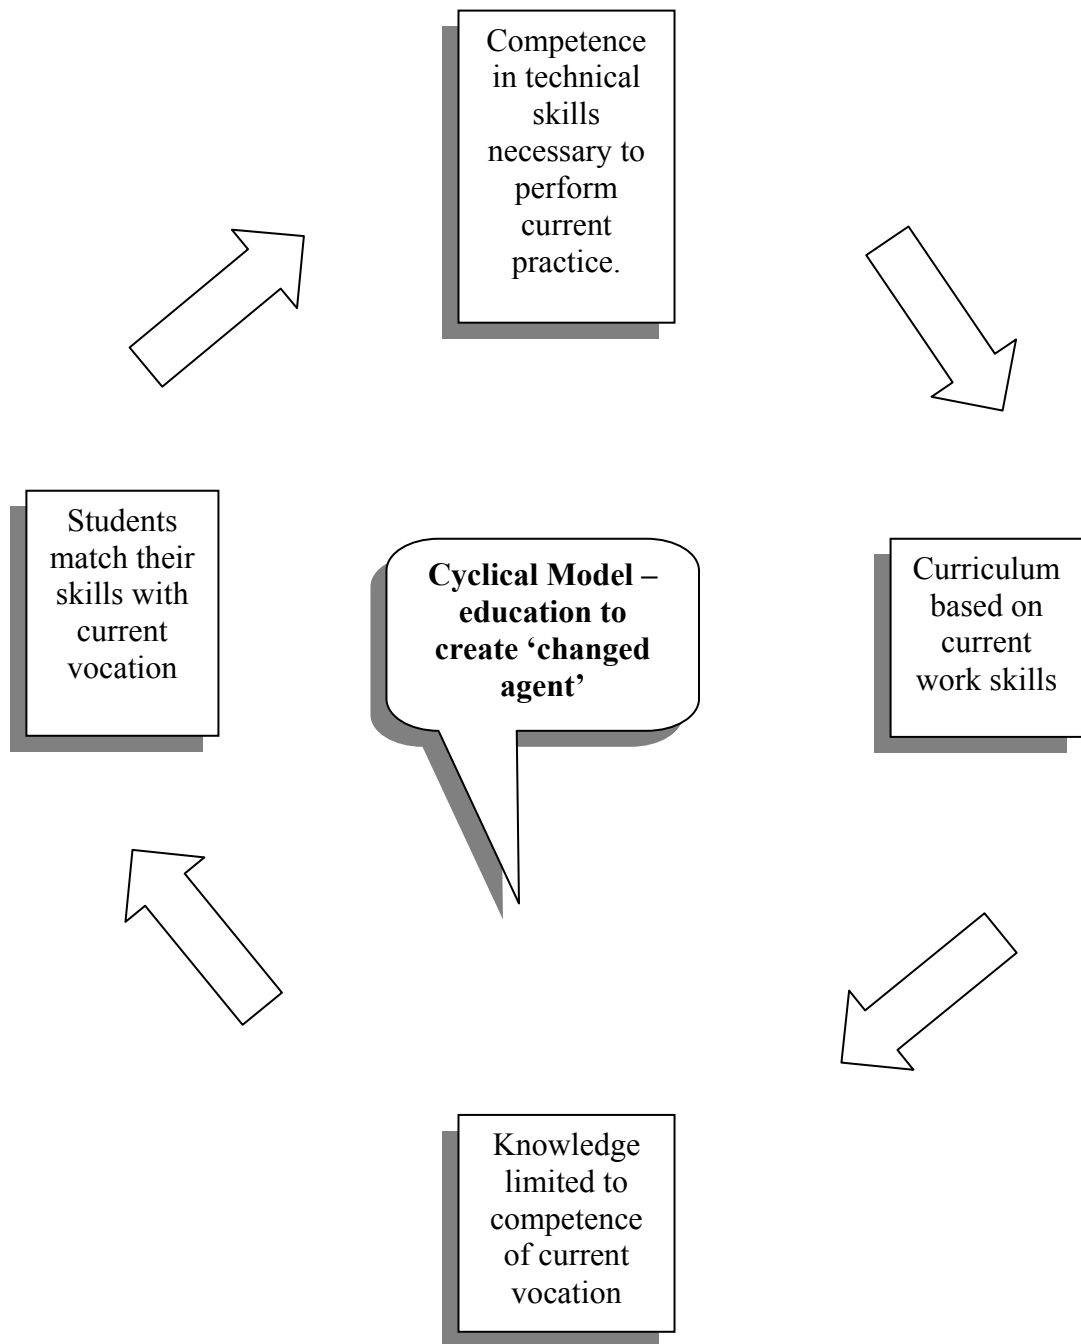 Competence
in technical
skills
necessary to
perform
current
practice.
Students
match their
skills with
current
vocation
Cyclical Model –
education to
create ‘changed
agent’
Curriculum
based on
current
work skills
Knowledge
limited to
competence
of current
vocation